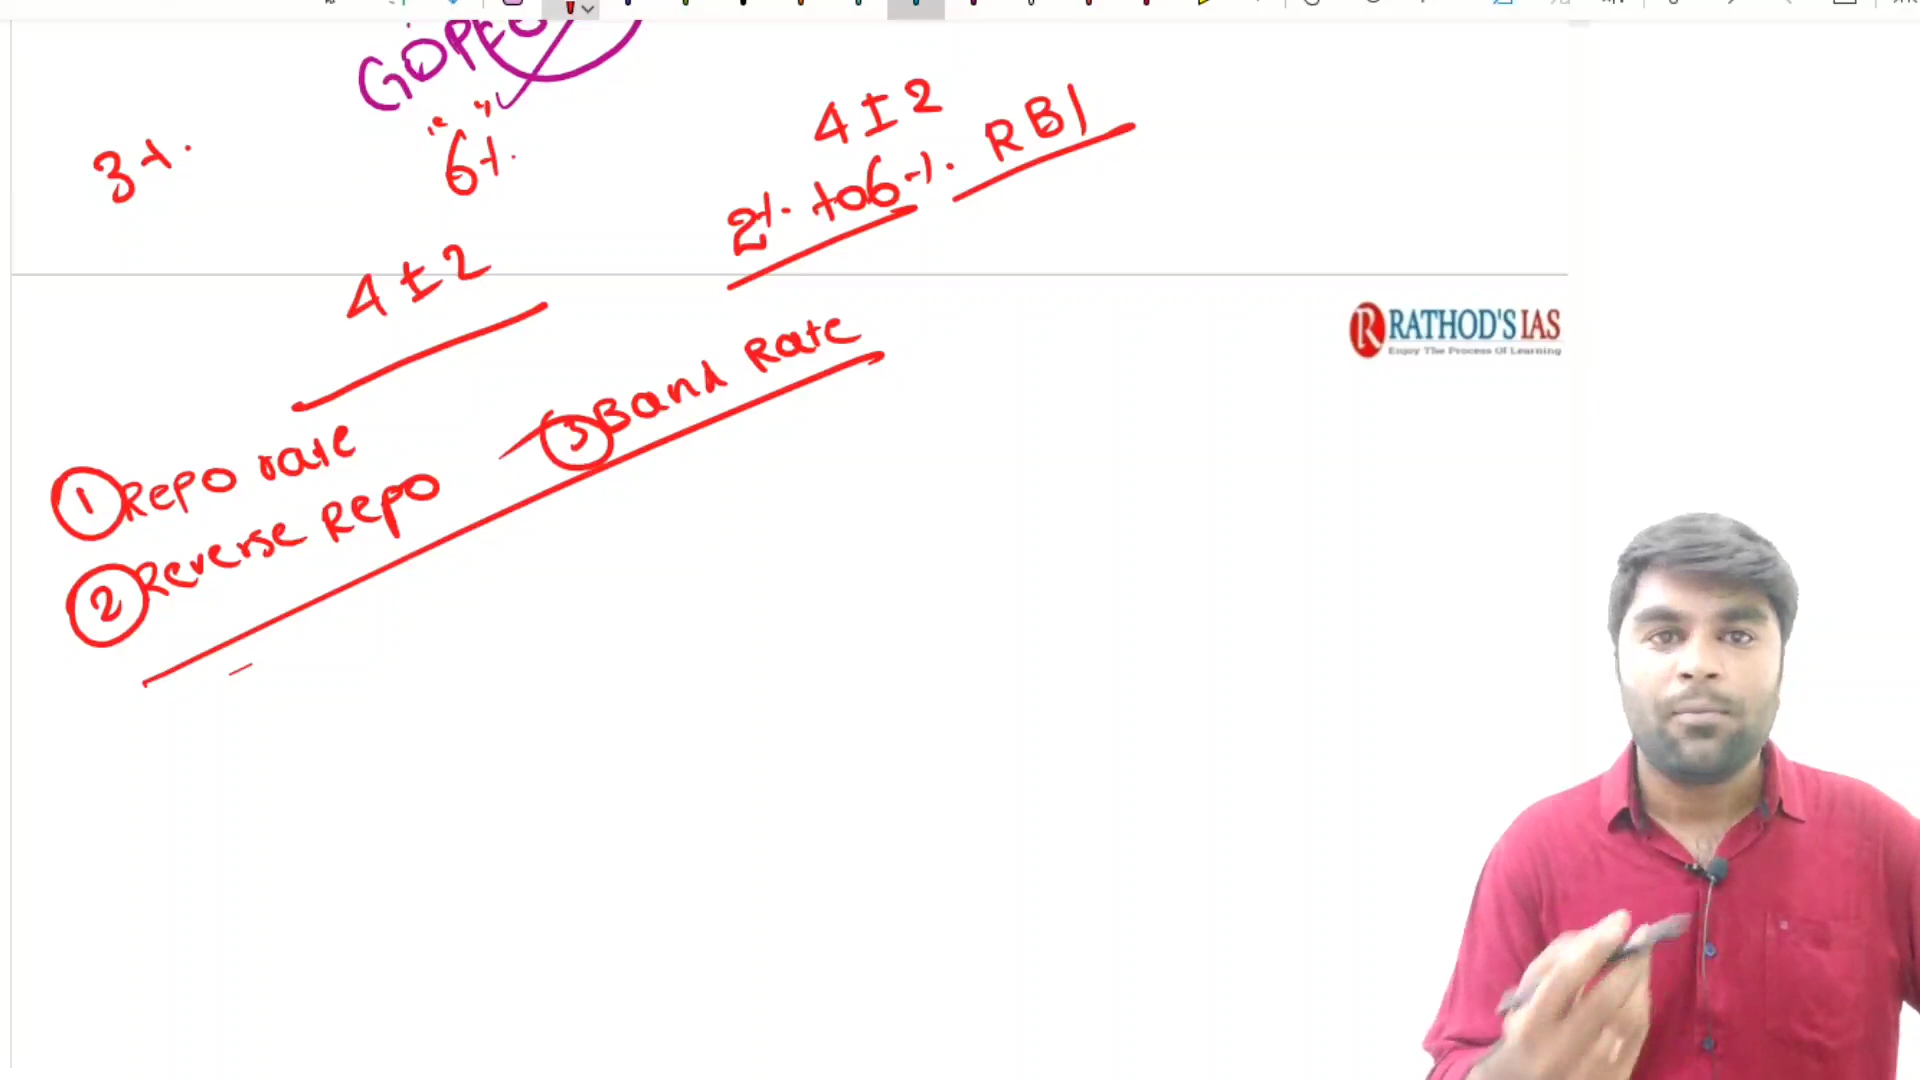 3%.
6%.
4 ± 2
2%. to 6%. RBI
4 ± 2
RATHOD'S IAS
Enjoy The Process Of Learning
① Repo rate
② Reverse Repo
③ Bank Rate